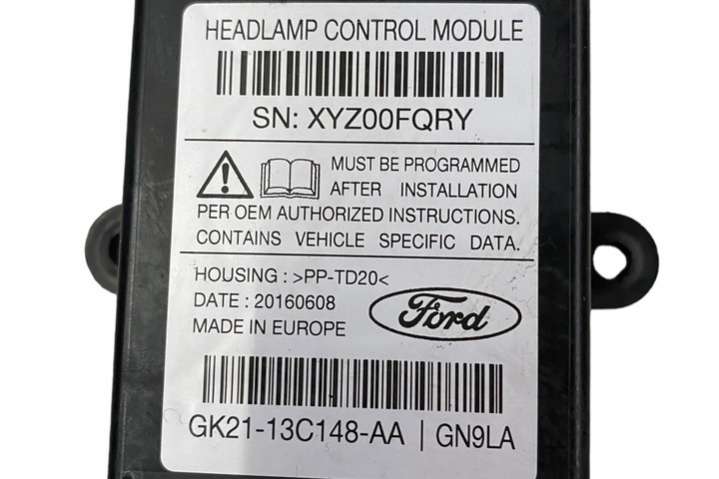 HEADLAMP CONTROL MODULE
SN: XYZ00FQRY
MUST BE PROGRAMMED
AFTER INSTALLATION
PER OEM AUTHORIZED INSTRUCTIONS.
CONTAINS VEHICLE SPECIFIC DATA.
HOUSING : >PP-TD20<
DATE : 20160608
MADE IN EUROPE
Ford
GK21-13C148-AA | GN9LA